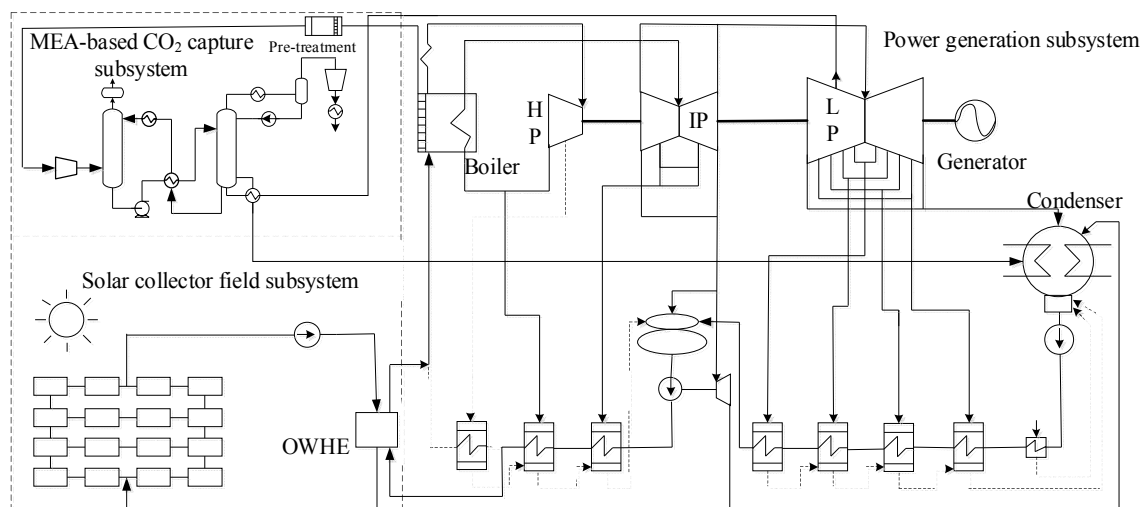 MEA-based CO₂ capture
subsystem
Pre-treatment
Power generation subsystem
H
P
IP
L
P
Boiler
Generator
Condenser
Solar collector field subsystem
OWHE